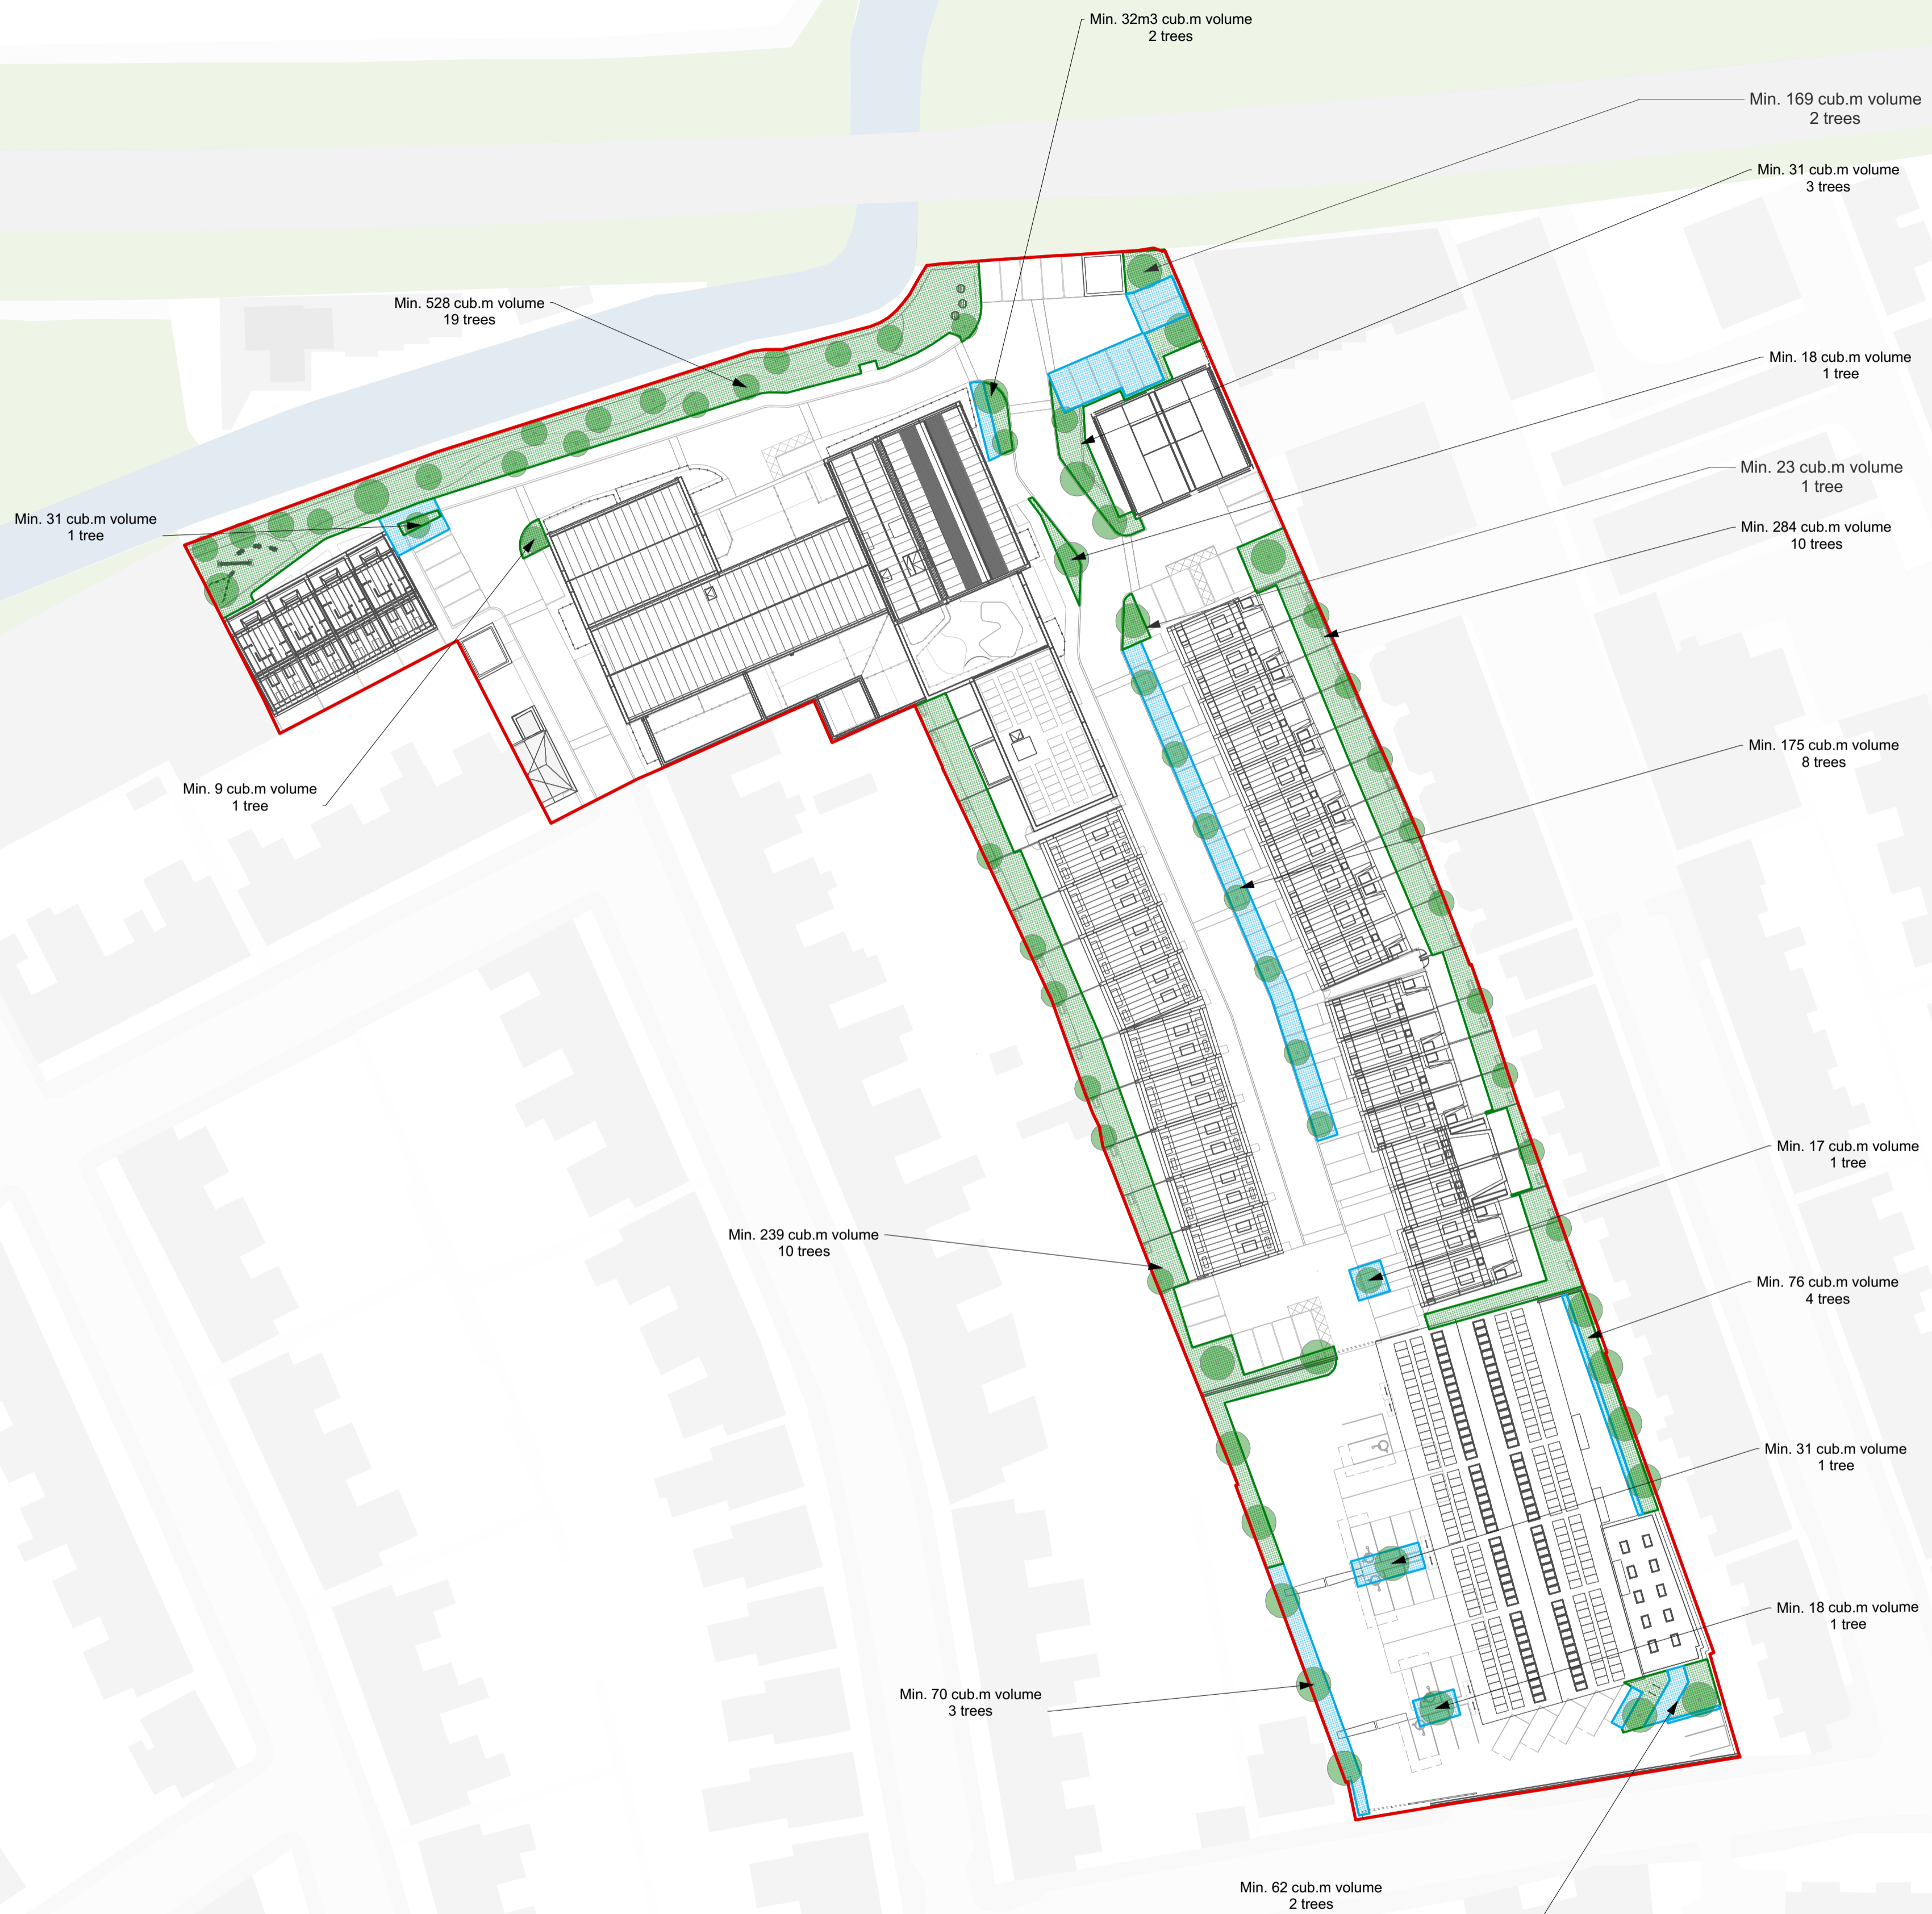 Min. 32m3 cub.m volume
2 trees
Min. 169 cub.m volume
2 trees
Min. 31 cub.m volume
3 trees
Min. 528 cub.m volume
19 trees
Min. 18 cub.m volume
1 tree
Min. 23 cub.m volume
1 tree
Min. 31 cub.m volume
1 tree
Min. 284 cub.m volume
10 trees
Min. 175 cub.m volume
8 trees
Min. 9 cub.m volume
1 tree
Min. 17 cub.m volume
1 tree
Min. 239 cub.m volume
10 trees
Min. 76 cub.m volume
4 trees
Min. 31 cub.m volume
1 tree
Min. 18 cub.m volume
1 tree
Min. 70 cub.m volume
3 trees
Min. 62 cub.m volume
2 trees